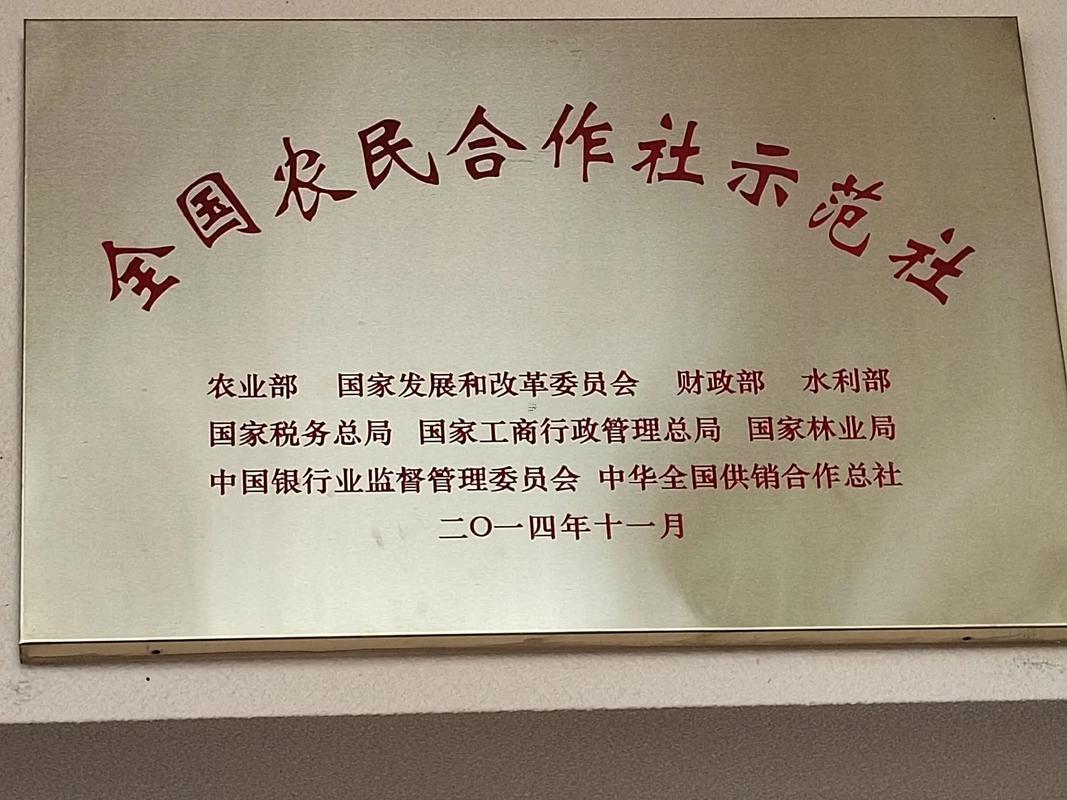 全国农民合作社示范社
农业部 国家发展和改革委员会 财政部 水利部
国家税务总局 国家工商行政管理总局 国家林业局
中国银行业监督管理委员会 中华全国供销合作总社
二〇一四年十一月